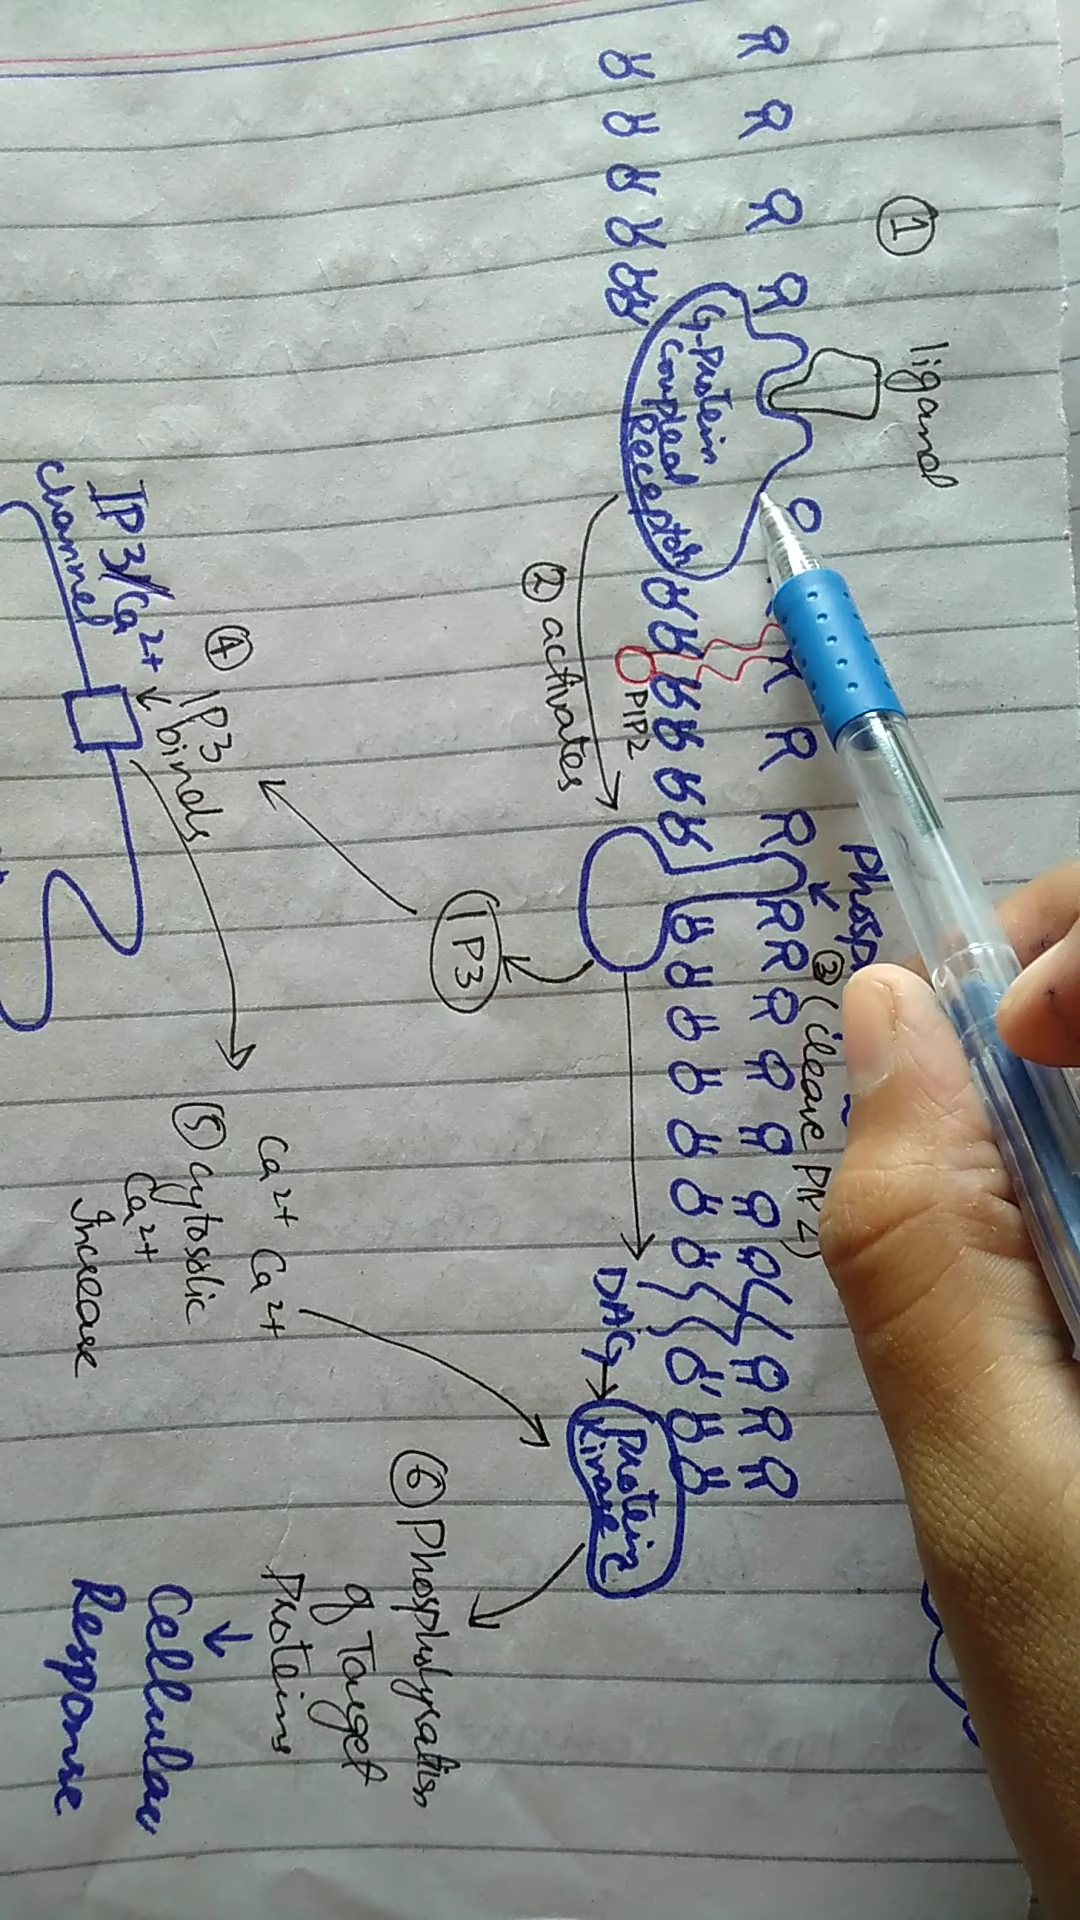 ①
ligand
G-Protein
Coupled
Receptor
② activates
PIP2
Phosp
③ (cleave PIP2)
IP3
④ IP3
binds
IP3/Ca2+
channel
Ca2+ Ca2+
⑤ cytosolic
Ca2+
Increase
DAG
Protein
Kinase C
⑥ Phosphorylation
of Target
Proteins
Cellular
Response